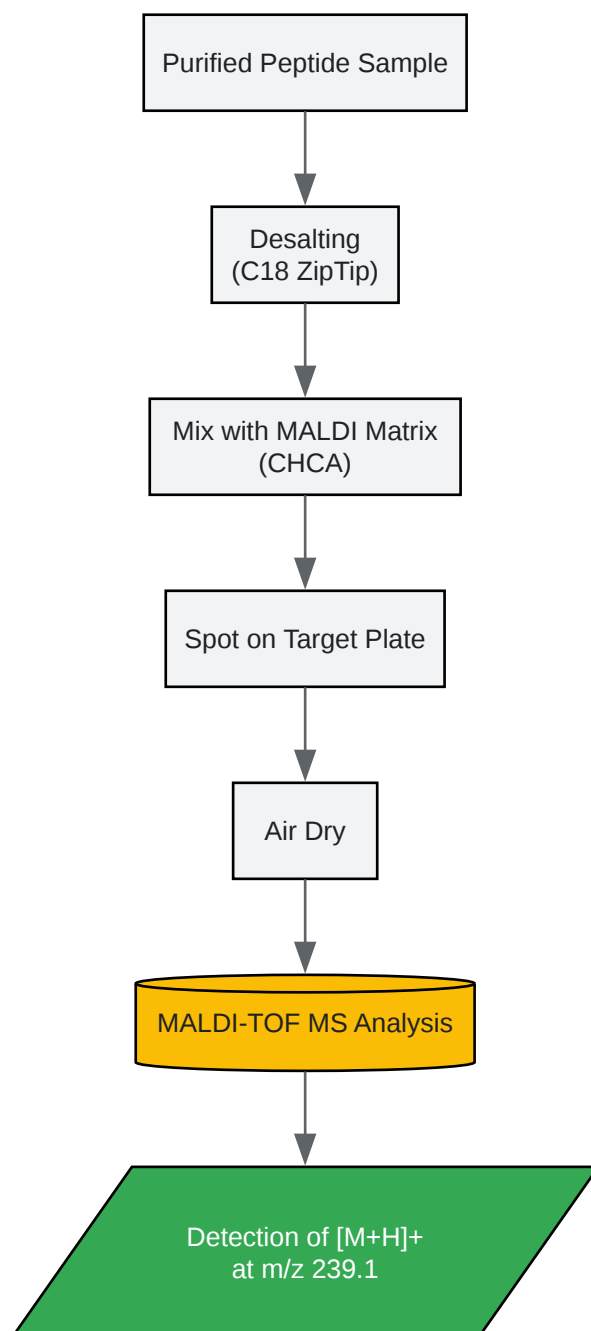 Purified Peptide Sample
Desalting
(C18 ZipTip)
Mix with MALDI Matrix
(CHCA)
Spot on Target Plate
Air Dry
MALDI-TOF MS Analysis
Detection of [M+H]+
at m/z 239.1